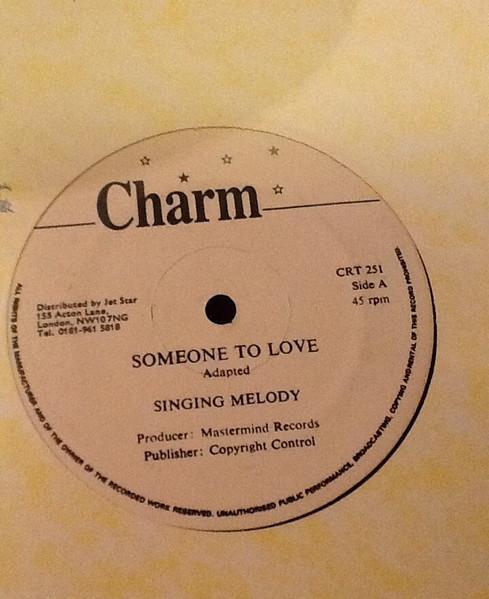 Charm
Distributed by Jet Star
155 Acton Lane,
London, NW10 7NG
Tel. 0181-961 5818
CRT 251
Side A
45 rpm
SOMEONE TO LOVE
Adapted
SINGING MELODY
Producer: Mastermind Records
Publisher: Copyright Control
ALL RIGHTS OF THE MANUFACTURER AND OF THE OWNER OF THE RECORDED WORK RESERVED. UNAUTHORISED PUBLIC PERFORMANCE, BROADCASTING, COPYING AND RENTAL OF THIS RECORD PROHIBITED.